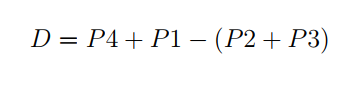 D = P4 + P1 − (P2 + P3)